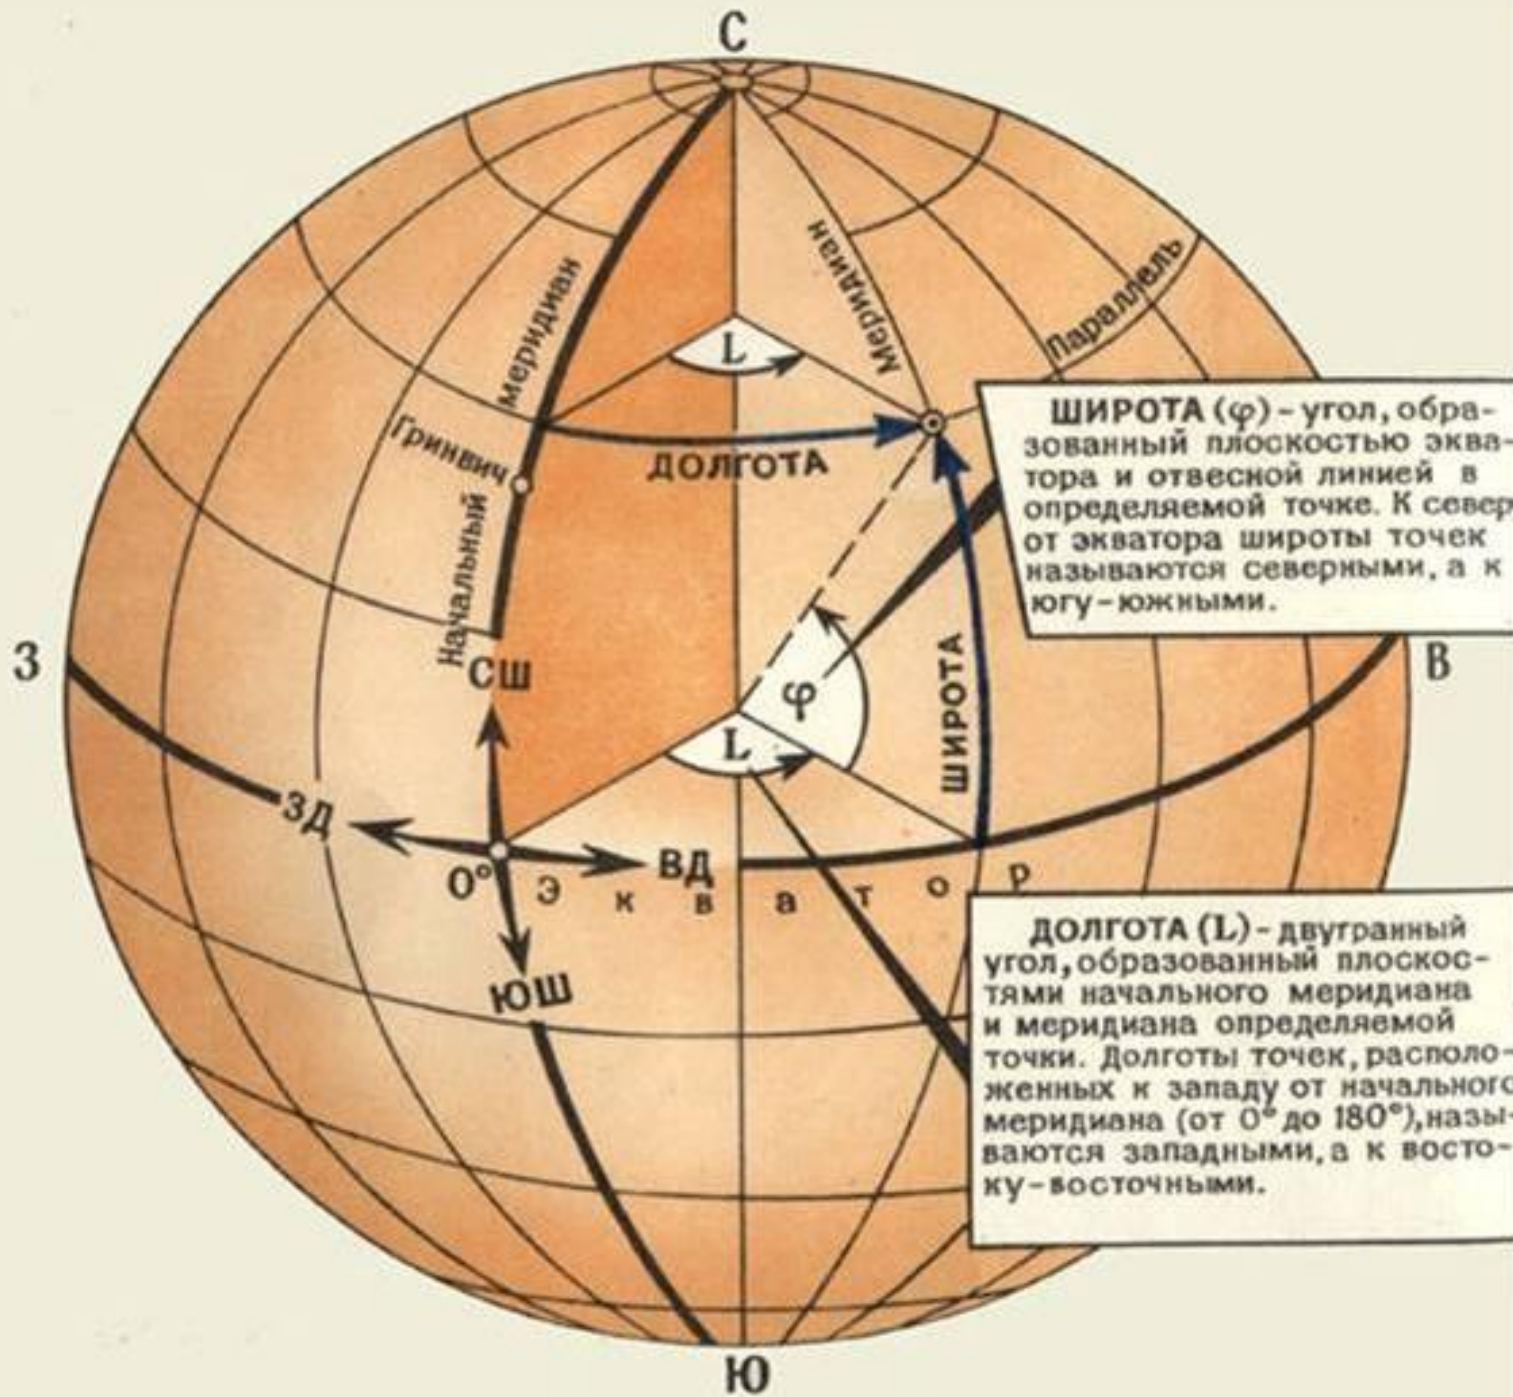 С
Меридиан
Меридиан
Параллель
L
Гринвич
ДОЛГОТА
Начальный
ШИРОТА (φ) - угол, обра-
зованный плоскостью эква-
тора и отвесной линией в
определяемой точке. К север
от экватора широты точек
называются северными, а к
югу-южными.
З
СШ
В
φ
ШИРОТА
L
ЗД
0°
ВД
Экватор
ЮШ
ДОЛГОТА (L) - двугранный
угол, образованный плоскос-
тями начального меридиана
и меридиана определяемой
точки. Долготы точек, располо-
женных к западу от начального
меридиана (от 0° до 180°), назы-
ваются западными, а к восто-
ку-восточными.
Ю